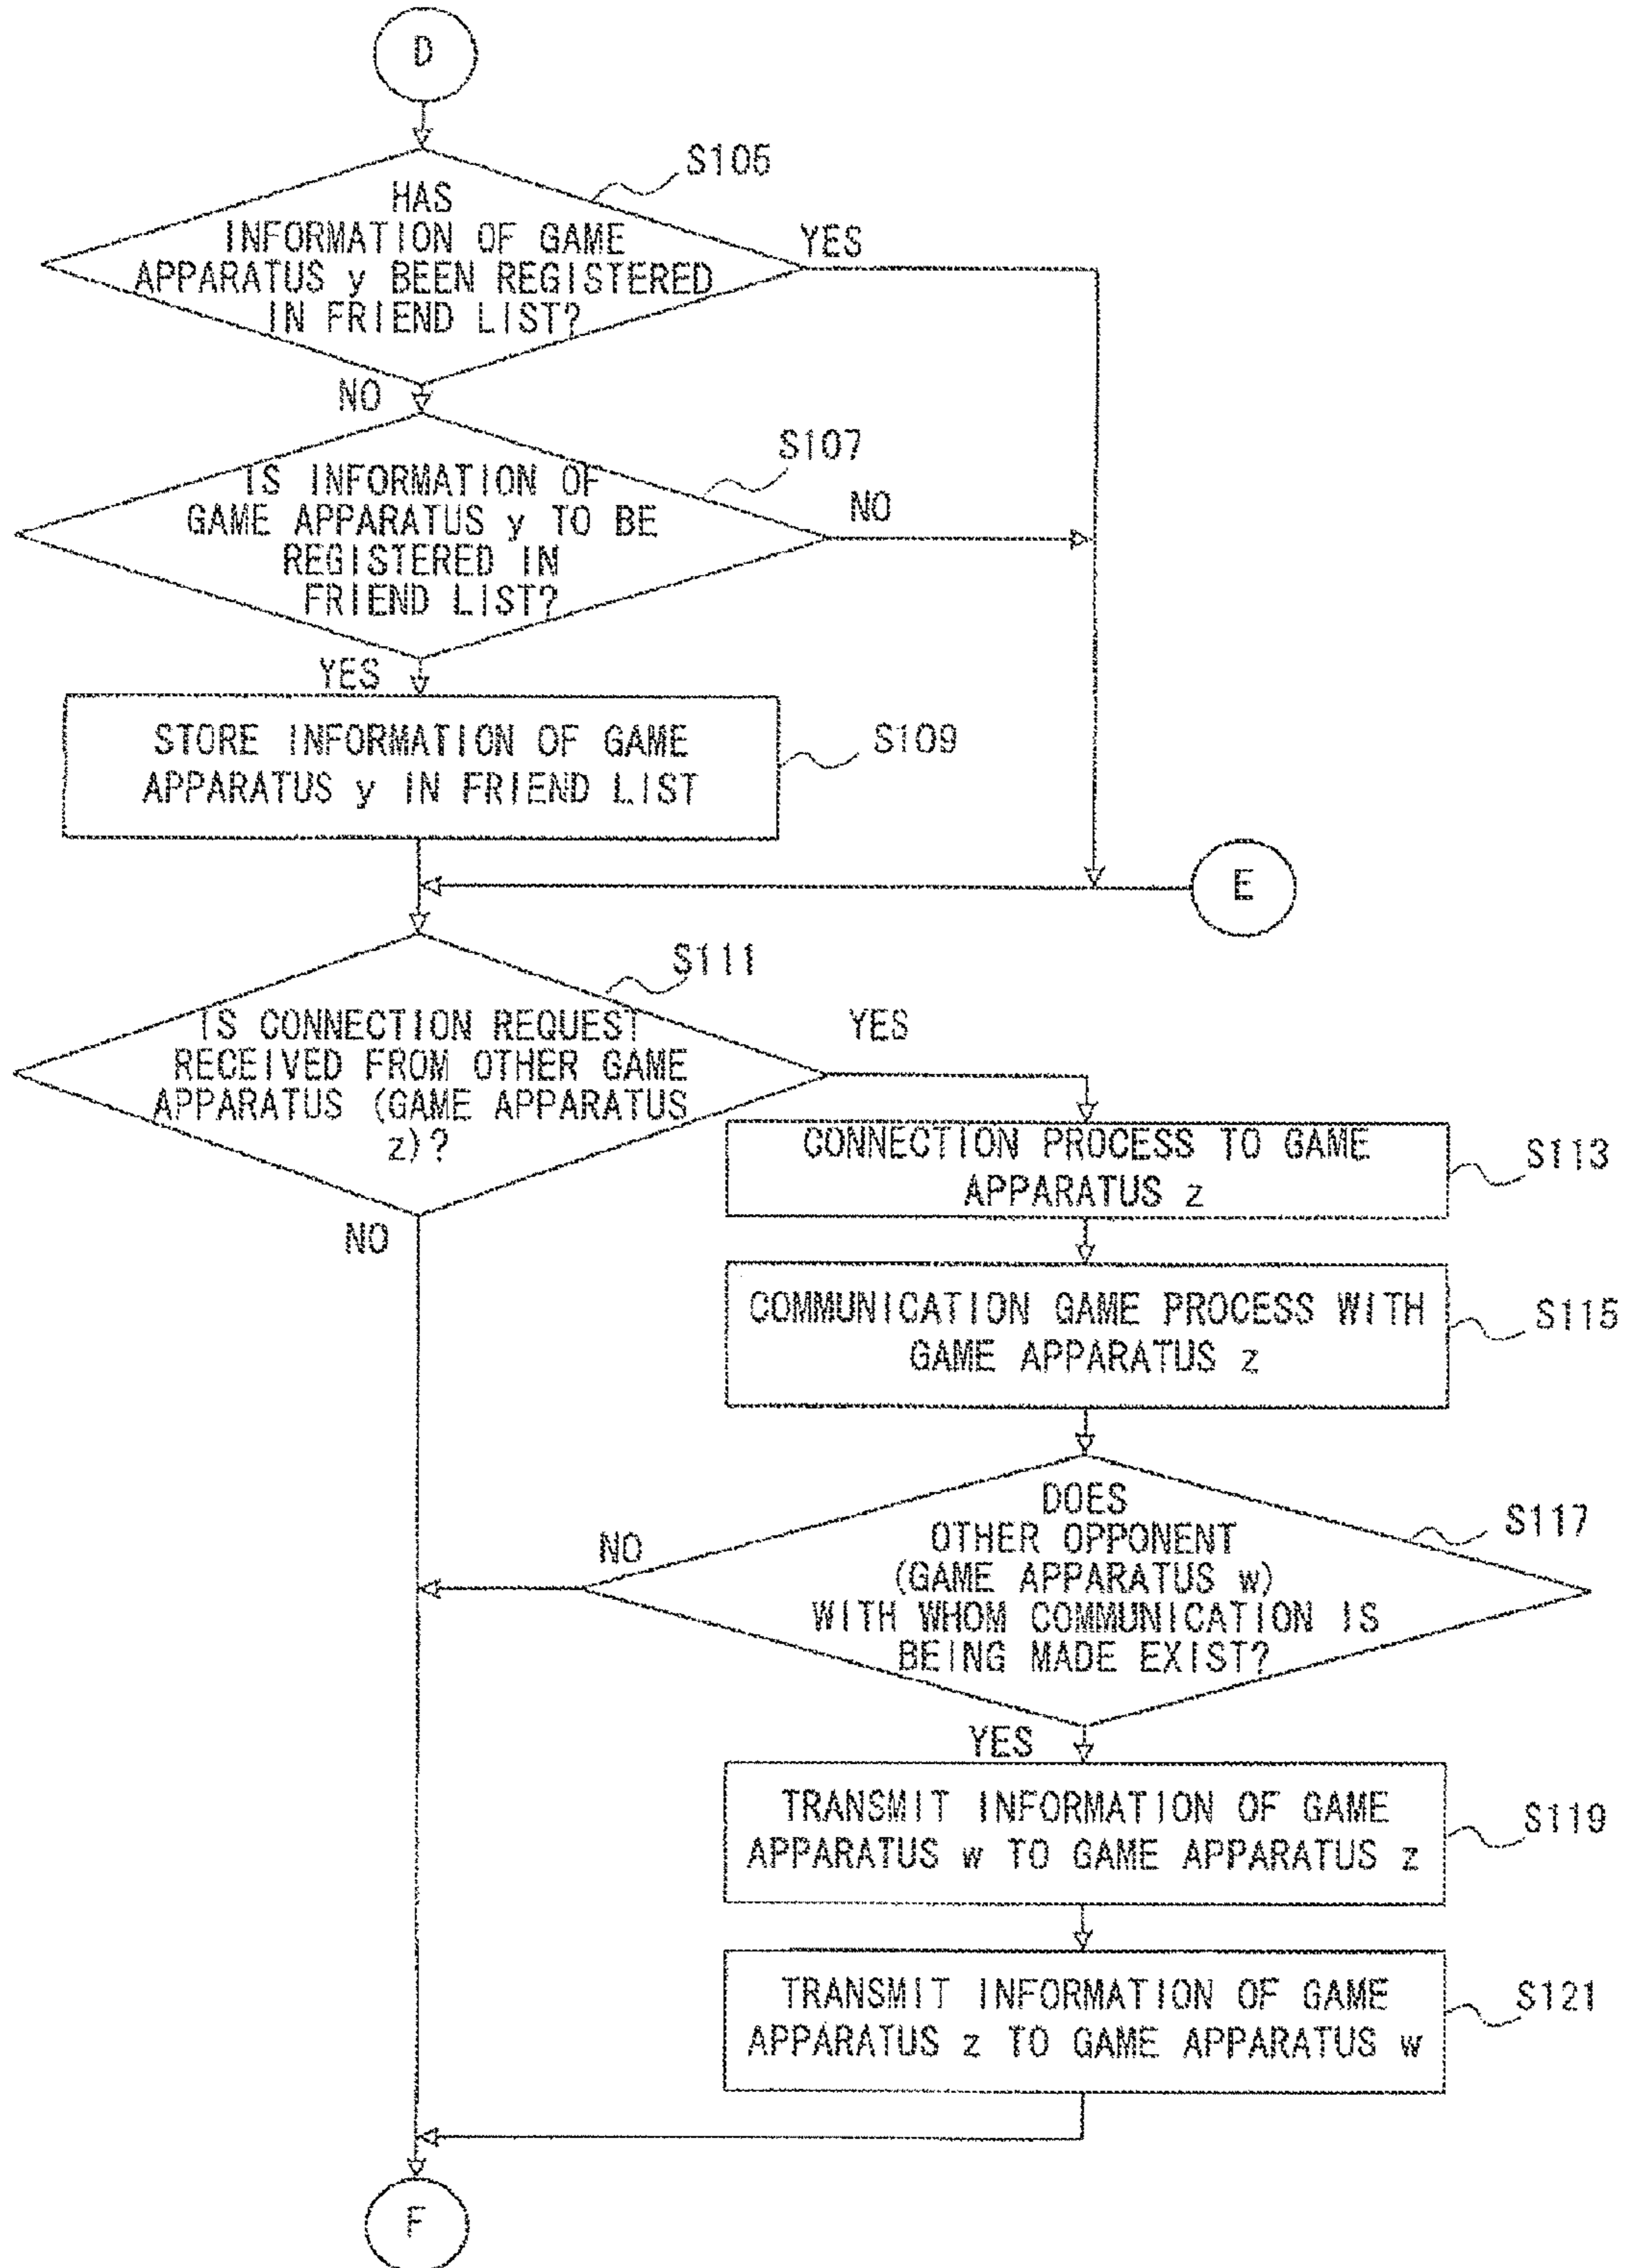 D
S105
HAS
INFORMATION OF GAME
APPARATUS y BEEN REGISTERED
IN FRIEND LIST?
YES
NO
S107
IS INFORMATION OF
GAME APPARATUS y TO BE
REGISTERED IN
FRIEND LIST?
NO
YES
STORE INFORMATION OF GAME
APPARATUS y IN FRIEND LIST
S109
E
S111
IS CONNECTION REQUEST
RECEIVED FROM OTHER GAME
APPARATUS (GAME APPARATUS
z)?
YES
NO
CONNECTION PROCESS TO GAME
APPARATUS z
S113
COMMUNICATION GAME PROCESS WITH
GAME APPARATUS z
S115
DOES
OTHER OPPONENT
(GAME APPARATUS w)
WITH WHOM COMMUNICATION IS
BEING MADE EXIST?
S117
NO
YES
TRANSMIT INFORMATION OF GAME
APPARATUS w TO GAME APPARATUS z
S119
TRANSMIT INFORMATION OF GAME
APPARATUS z TO GAME APPARATUS w
S121
F